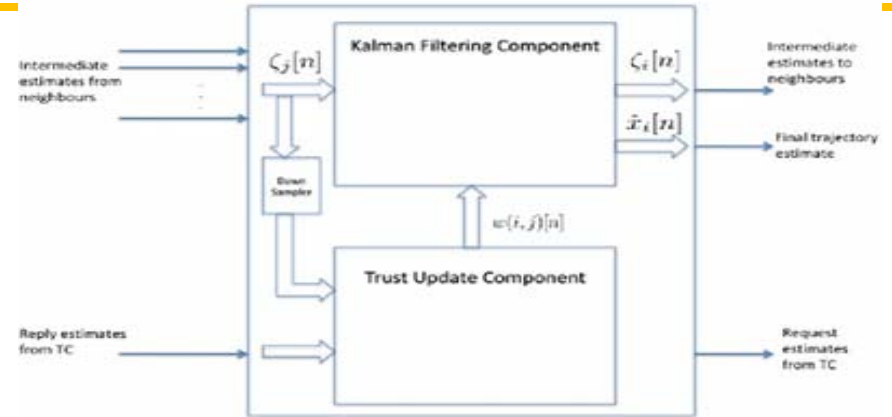 Intermediate
estimates from
neighbours
ζj[n]
Kalman Filtering Component
ζi[n]
x̂i[n]
Intermediate
estimates to
neighbours
Final trajectory
estimate
Down
Sampler
w(i,j)[n]
Trust Update Component
Reply estimates
from TC
Request
estimates
from TC